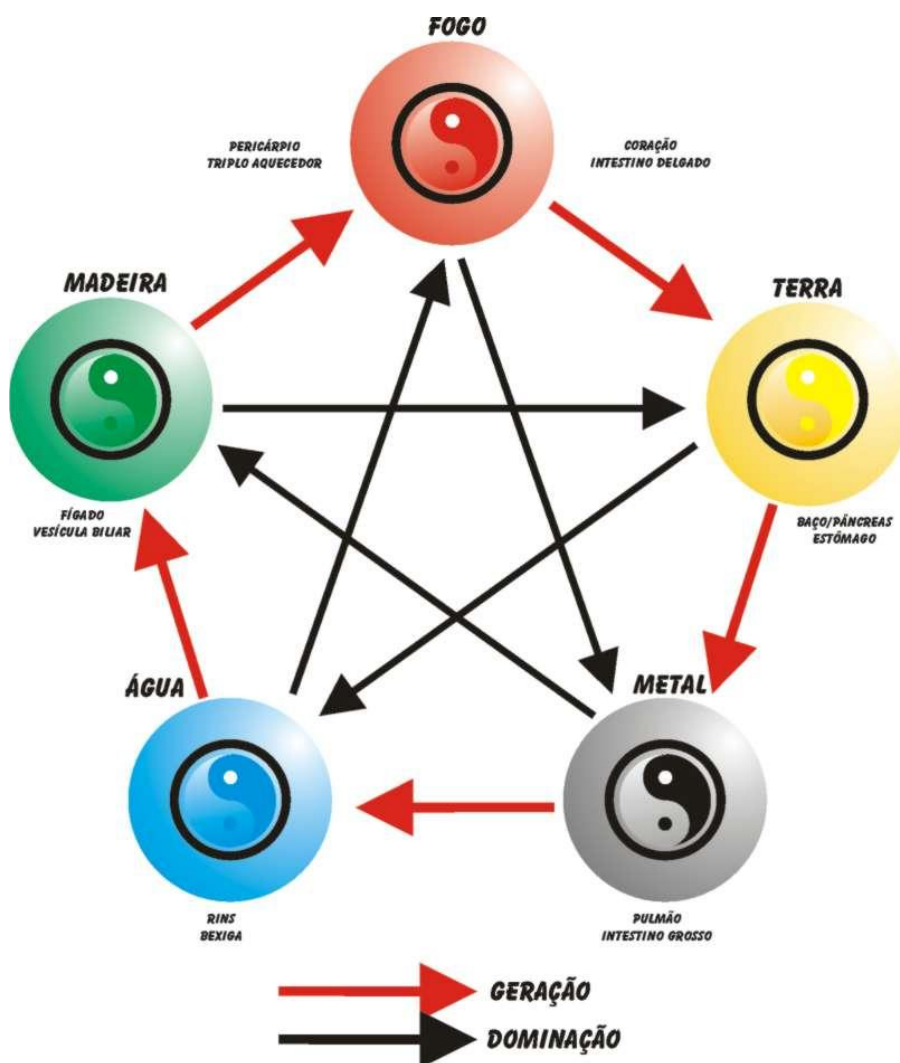 FOGO
PERICÁRPIO
TRIPLO AQUECEDOR
CORAÇÃO
INTESTINO DELGADO
MADEIRA
TERRA
FÍGADO
VESÍCULA BILIAR
BAÇO/PÂNCREAS
ESTÔMAGO
ÁGUA
METAL
RINS
BEXIGA
PULMÃO
INTESTINO GROSSO
GERAÇÃO
DOMINAÇÃO